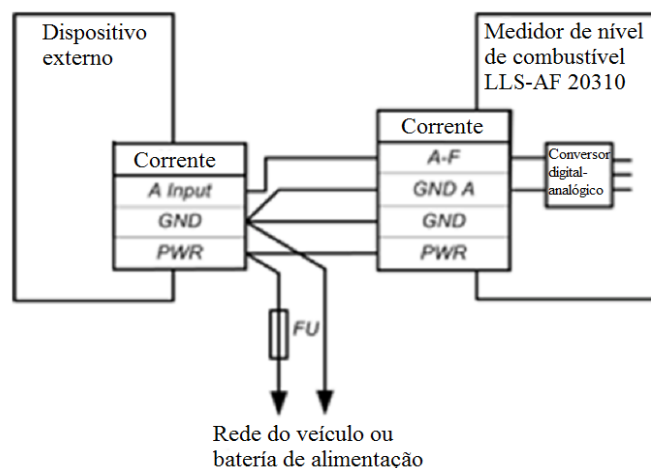 Dispositivo
externo
Medidor de nível
de combustível
LLS-AF 20310
Corrente
A Input
GND
PWR
Corrente
A-F
GND A
GND
PWR
Conversor
digital-
analógico
FU
Rede do veículo ou
batería de alimentação